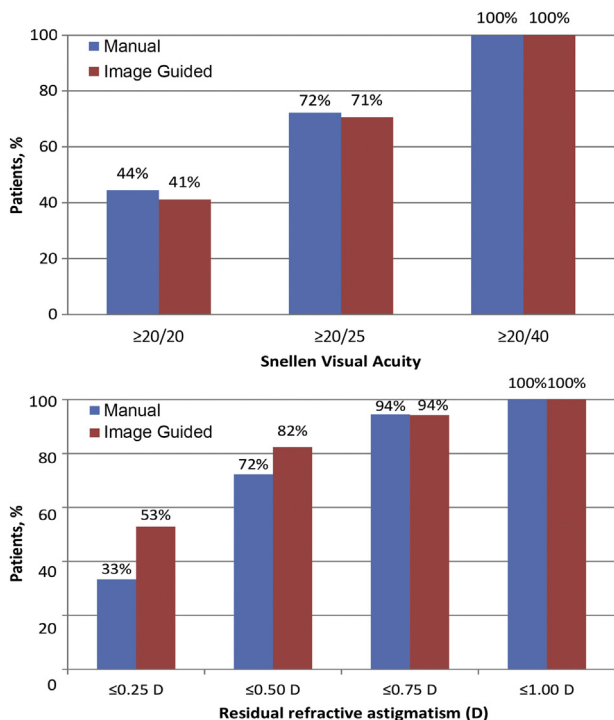 100% 100%
100
Manual
Image Guided
80
72% 71%
60
44% 41%
40
20
0
Patients, %
≥20/20 ≥20/25 ≥20/40
Snellen Visual Acuity
100%100%
100
Manual
Image Guided
94% 94%
82%
80
72%
60
53%
40
33%
20
0
Patients, %
≤0.25 D ≤0.50 D ≤0.75 D ≤1.00 D
Residual refractive astigmatism (D)